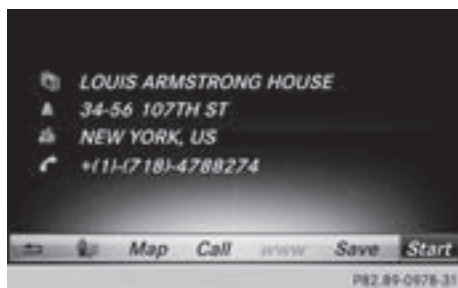 LOUIS ARMSTRONG HOUSE
34-56 107TH ST
NEW YORK, US
+(1)-(718)-4788274
Map Call www Save Start
P82.89-0978-31